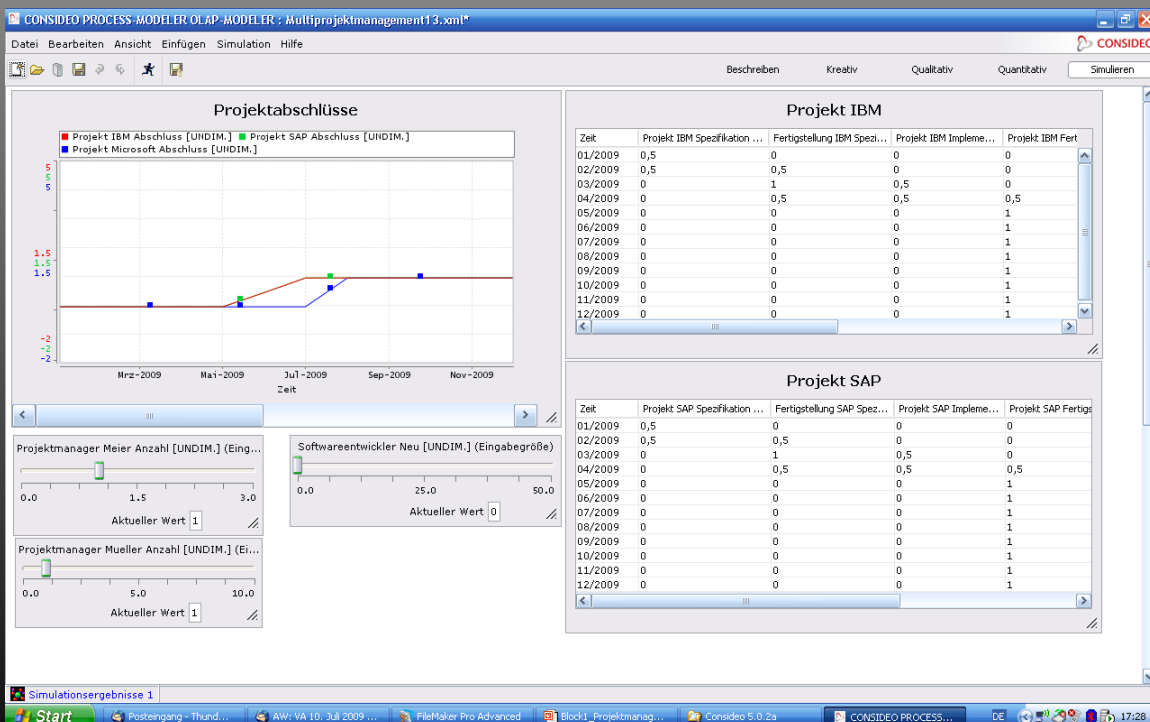 CONSIDEO PROCESS-MODELER OLAP-MODELER : Multiprojektmanagement13.xml*
Datei Bearbeiten Ansicht Einfügen Simulation Hilfe
CONSIDEO
Beschreiben Kreativ Qualitativ Quantitativ Simulieren
Projektabschlüsse
Projekt IBM Abschluss [UNDIM.] Projekt SAP Abschluss [UNDIM.]
Projekt Microsoft Abschluss [UNDIM.]
5
5
5
1.5
1.5
1.5
-2
-2
-2
Mrz-2009 Mai-2009 Jul-2009 Sep-2009 Nov-2009
Zeit
Projektmanager Meier Anzahl [UNDIM.] (Eing...
0.0 1.5 3.0
Aktueller Wert 1
Softwareentwickler Neu [UNDIM.] (Eingabegröße)
0.0 25.0 50.0
Aktueller Wert 0
Projektmanager Mueller Anzahl [UNDIM.] (Ei...
0.0 5.0 10.0
Aktueller Wert 1
Projekt IBM
Zeit Projekt IBM Spezifikation ... Fertigstellung IBM Spezi... Projekt IBM Impleme... Projekt IBM Fert
01/2009 0,5 0 0 0
02/2009 0,5 0,5 0 0
03/2009 0 1 0,5 0
04/2009 0 0,5 0,5 0,5
05/2009 0 0 0 1
06/2009 0 0 0 1
07/2009 0 0 0 1
08/2009 0 0 0 1
09/2009 0 0 0 1
10/2009 0 0 0 1
11/2009 0 0 0 1
12/2009 0 0 0 1
Projekt SAP
Zeit Projekt SAP Spezifikation ... Fertigstellung SAP Spez... Projekt SAP Impleme... Projekt SAP Fertigs
01/2009 0,5 0 0 0
02/2009 0,5 0,5 0 0
03/2009 0 1 0,5 0
04/2009 0 0,5 0,5 0,5
05/2009 0 0 0 1
06/2009 0 0 0 1
07/2009 0 0 0 1
08/2009 0 0 0 1
09/2009 0 0 0 1
10/2009 0 0 0 1
11/2009 0 0 0 1
12/2009 0 0 0 1
Simulationsergebnisse 1
Start Posteingang - Thund... AW: VA 10. Jul 2009 ... FileMaker Pro Advanced Block1_Projektmanag... Consideo 5.0.2a CONSIDEO PROCESS... DE 17:28